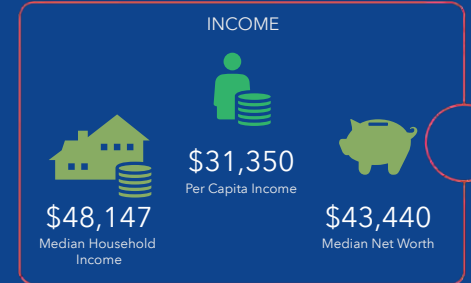 INCOME
$31,350
Per Capita Income
$48,147
Median Household
Income
$43,440
Median Net Worth